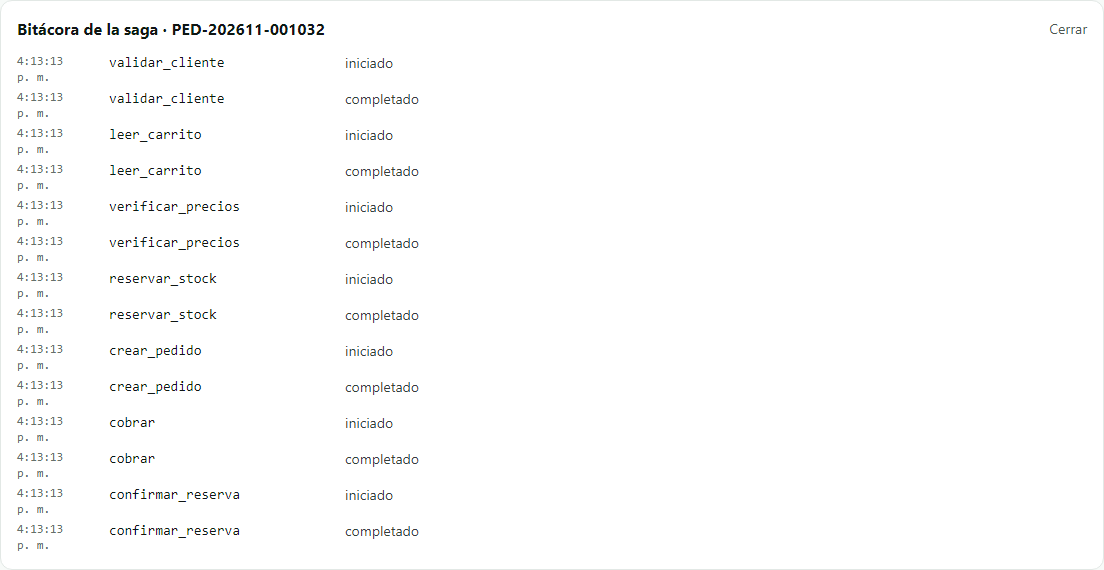 Bitácora de la saga · PED-202611-001032 Cerrar
4:13:13 p. m. validar_cliente iniciado
4:13:13 p. m. validar_cliente completado
4:13:13 p. m. leer_carrito iniciado
4:13:13 p. m. leer_carrito completado
4:13:13 p. m. verificar_precios iniciado
4:13:13 p. m. verificar_precios completado
4:13:13 p. m. reservar_stock iniciado
4:13:13 p. m. reservar_stock completado
4:13:13 p. m. crear_pedido iniciado
4:13:13 p. m. crear_pedido completado
4:13:13 p. m. cobrar iniciado
4:13:13 p. m. cobrar completado
4:13:13 p. m. confirmar_reserva iniciado
4:13:13 p. m. confirmar_reserva completado